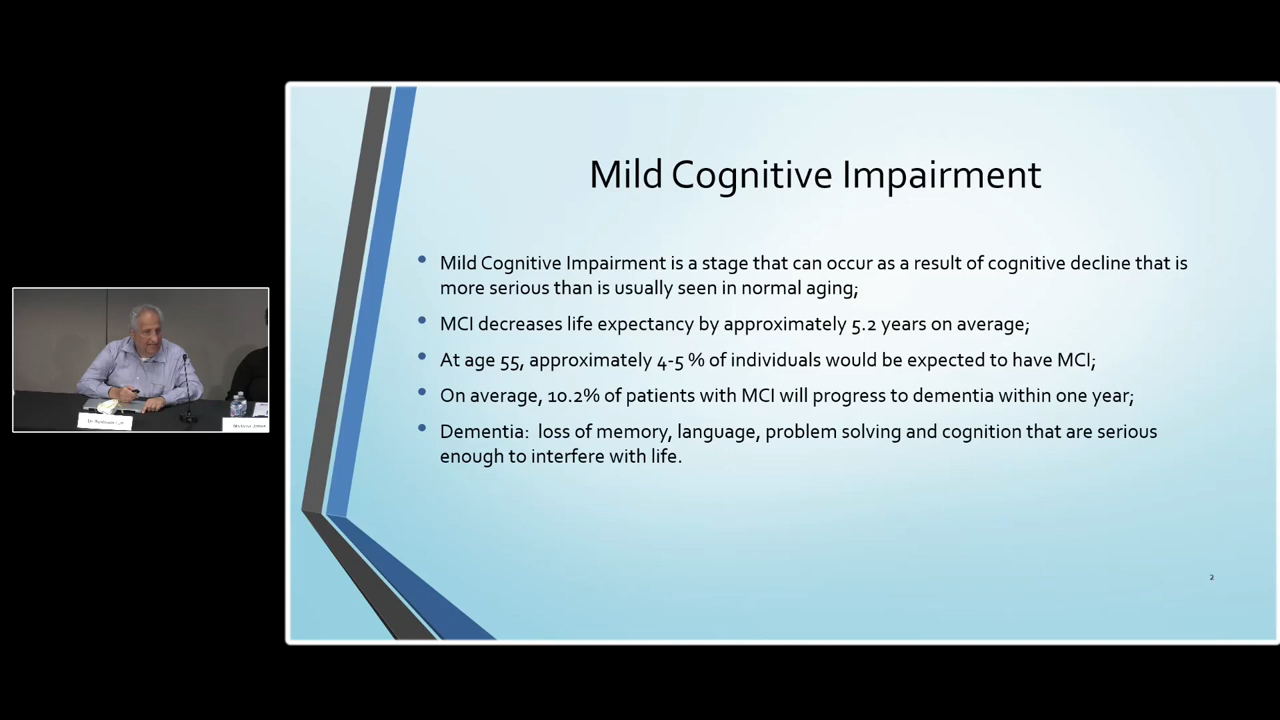 Mild Cognitive Impairment
• Mild Cognitive Impairment is a stage that can occur as a result of cognitive decline that is
more serious than is usually seen in normal aging;
• MCI decreases life expectancy by approximately 5.2 years on average;
• At age 55, approximately 4-5 % of individuals would be expected to have MCI;
• On average, 10.2% of patients with MCI will progress to dementia within one year;
• Dementia:  loss of memory, language, problem solving and cognition that are serious
enough to interfere with life.
2